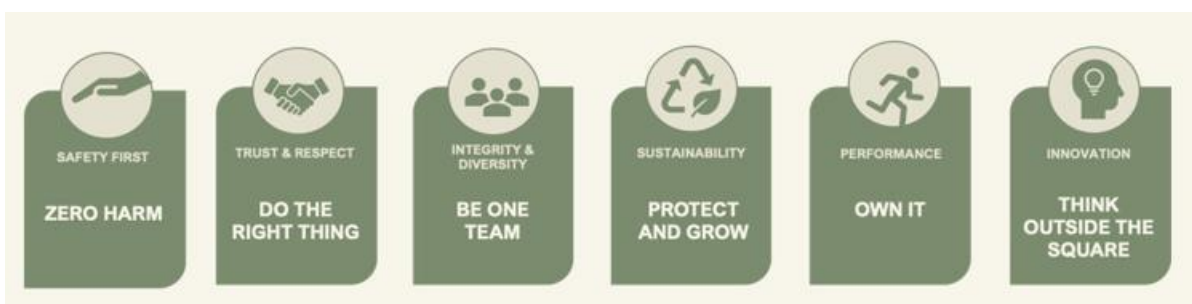 SAFETY FIRST
ZERO HARM
TRUST & RESPECT
DO THE
RIGHT THING
INTEGRITY &
DIVERSITY
BE ONE
TEAM
SUSTAINABILITY
PROTECT
AND GROW
PERFORMANCE
OWN IT
INNOVATION
THINK
OUTSIDE THE
SQUARE